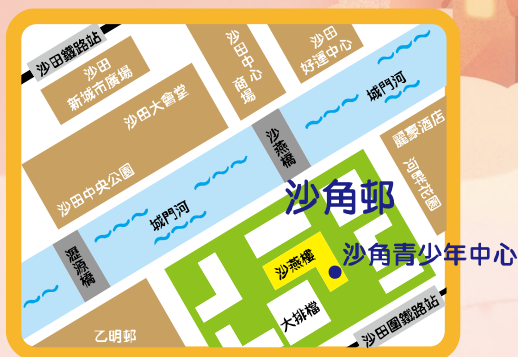 沙田鐵路站
沙田
新城市廣場
沙田中心
商場
沙田
好運中心
沙田大會堂
城門河
沙燕橋
麗豪酒店
河畔花園
沙田中央公園
城門河
瀝源橋
沙角邨
沙燕樓
沙角青少年中心
大排檔
乙明邨
沙田圍鐵路站